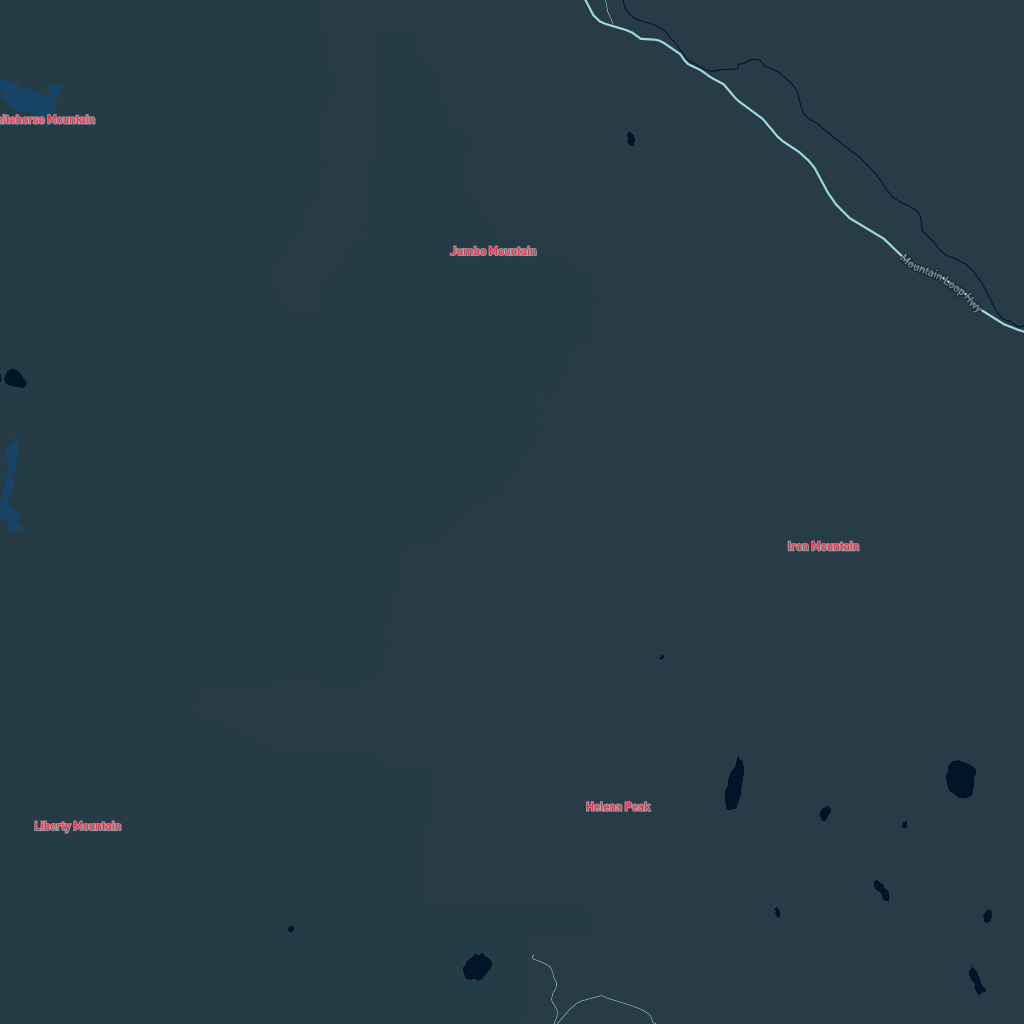 itehorse Mountain
Jumbo Mountain
Mountain Loop Hwy
Iron Mountain
Helena Peak
Liberty Mountain